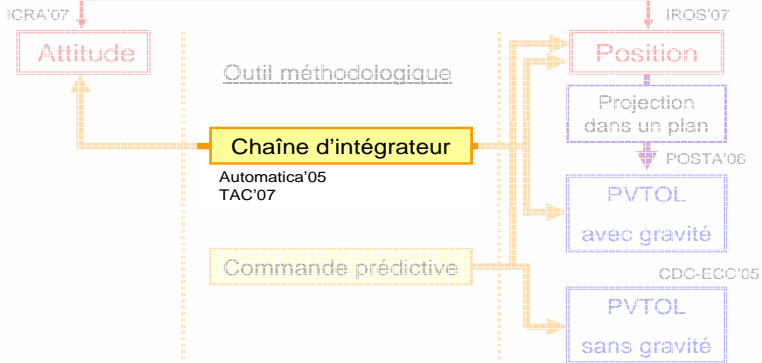 ICRA'07
IROS'07
Attitude
Outil méthodologique
Position
Projection
dans un plan
Chaîne d'intégrateur
Automatica'05
TAC'07
POSTA'06
PVTOL
avec gravité
Commande prédictive
CDC-ECC'05
PVTOL
sans gravité